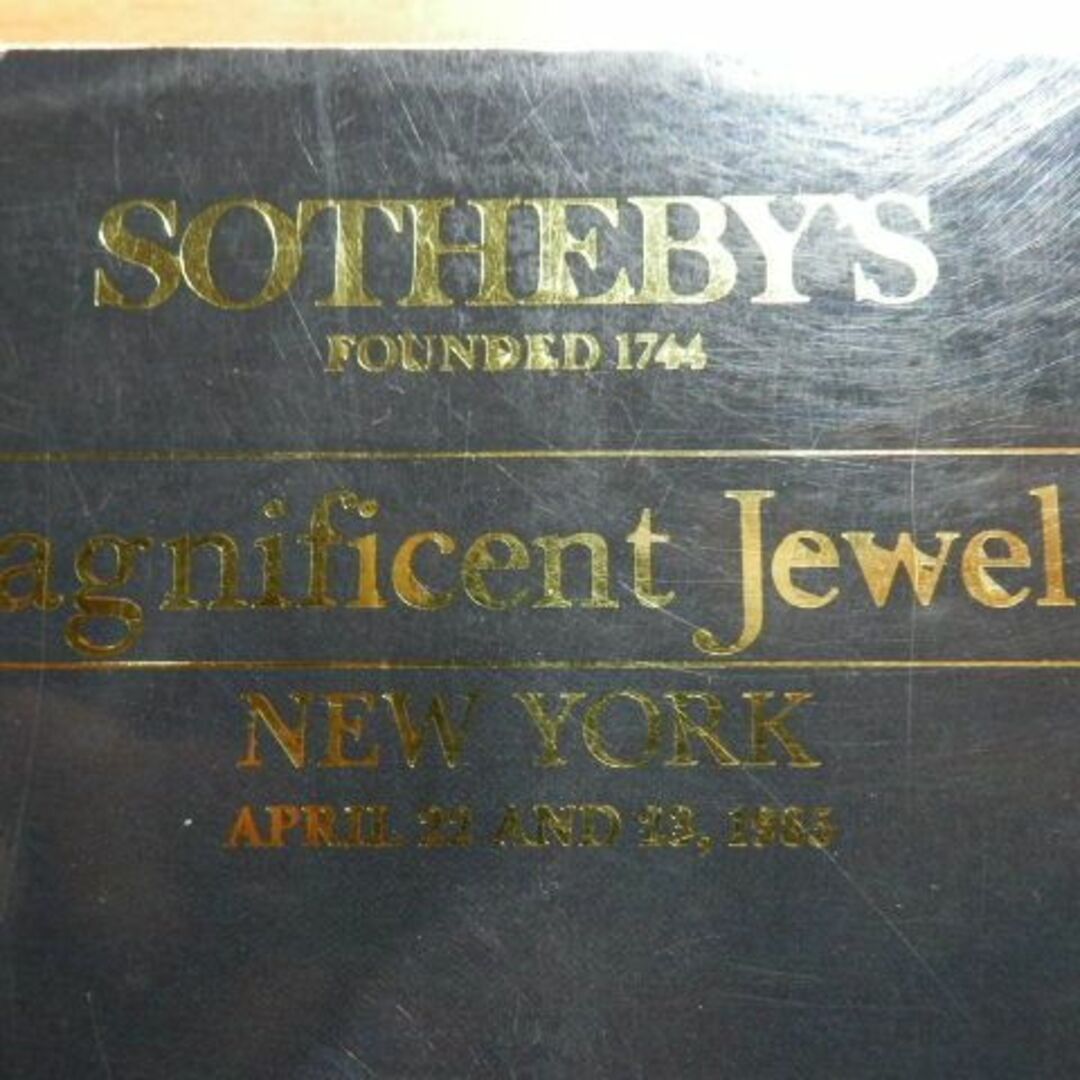 SOTHEBY'S
FOUNDED 1744
agnificent Jewel
NEW YORK
APRIL 22 AND 23, 1985